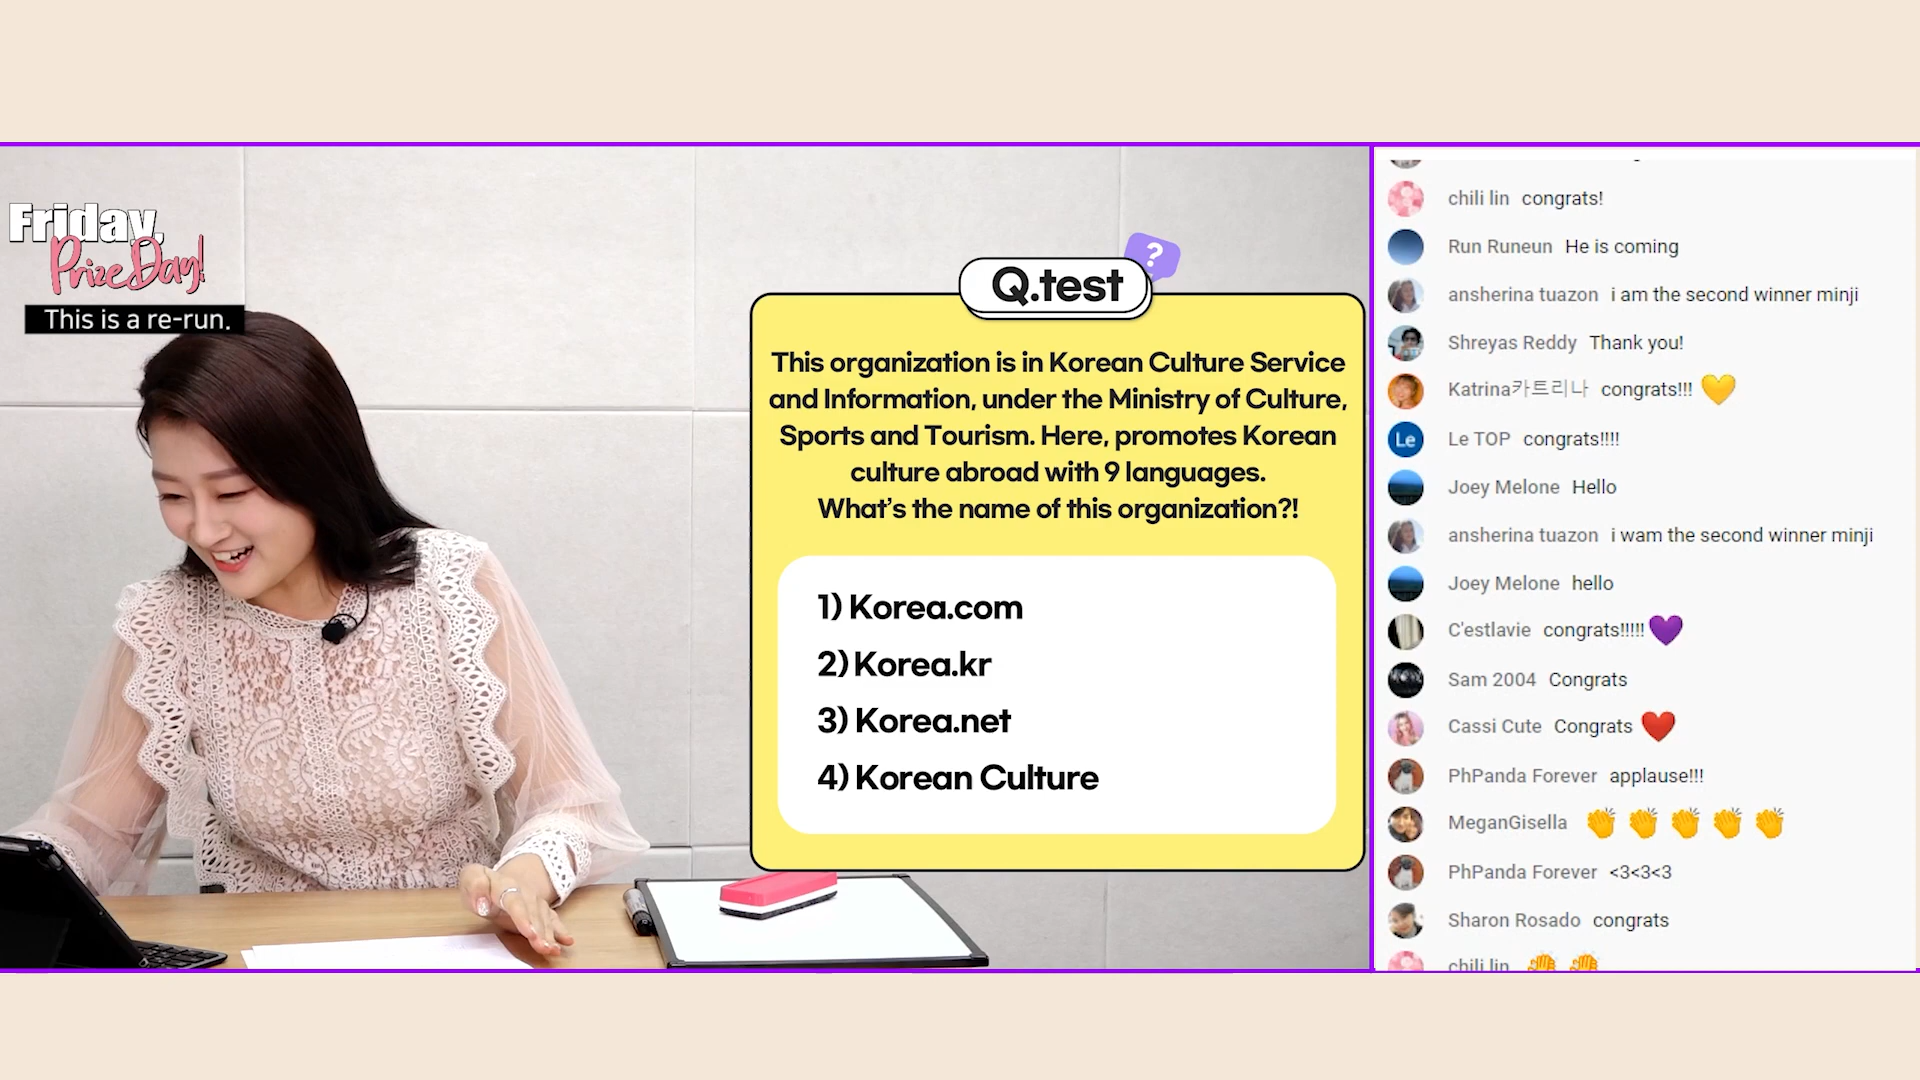 Friday,
PrizeDay!
This is a re-run.
?
Q.test
This organization is in Korean Culture Service
and Information, under the Ministry of Culture,
Sports and Tourism. Here, promotes Korean
culture abroad with 9 languages.
What's the name of this organization?!
1) Korea.com
2) Korea.kr
3) Korea.net
4) Korean Culture
chili lin congrats!
Run Runeun He is coming
ansherina tuazon i am the second winner minji
Shreyas Reddy Thank you!
Katrina카트리나 congrats!!! 💛
Le
Le TOP congrats!!!!
Joey Melone Hello
ansherina tuazon i wam the second winner minji
Joey Melone hello
C'estlavie congrats!!!!! 💜
Sam 2004 Congrats
Cassi Cute Congrats ❤️
PhPanda Forever applause!!!
MeganGisella 👏 👏 👏 👏 👏
PhPanda Forever <3<3<3
Sharon Rosado congrats
chili lin 👏 👏